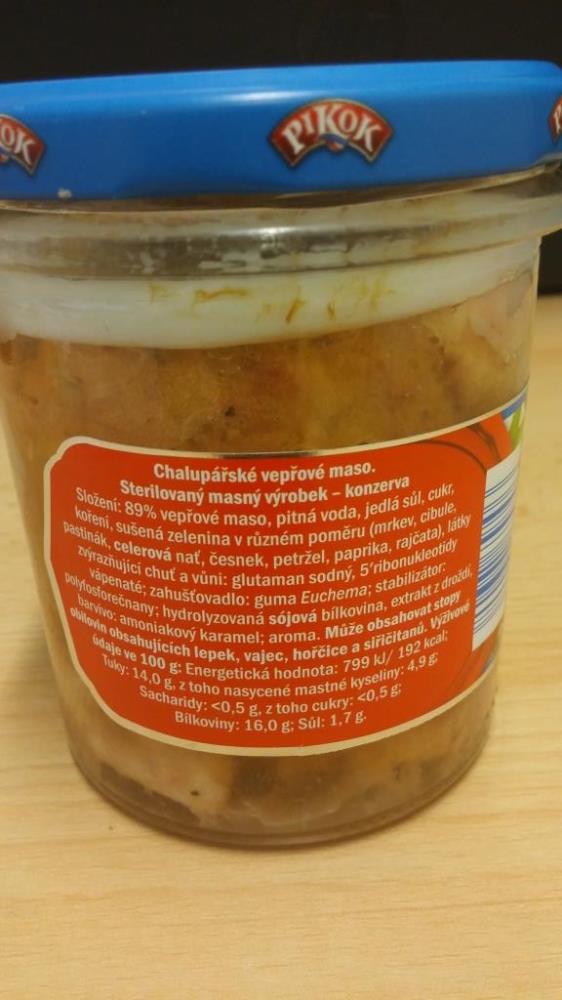 PIKOK
OK
P
Chalupářské vepřové maso.
Sterilovaný masný výrobek – konzerva
Složení: 89% vepřové maso, pitná voda, jedlá sůl, cukr,
koření, sušená zelenina v různém poměru (mrkev, cibule,
pastinák, celerová nať, česnek, petržel, paprika, rajčata), látky
zvýrazňující chuť a vůni: glutaman sodný, 5'ribonukleotidy
vápenaté; zahušťovadlo: guma Euchema; stabilizátor:
polyfosforečnany; hydrolyzovaná sójová bílkovina, extrakt z droždí,
barvivo: amoniakový karamel; aroma. Může obsahovat stopy
obilovin obsahujících lepek, vajec, hořčice a siřičitanů. Výživové
údaje ve 100 g: Energetická hodnota: 799 kJ/ 192 kcal;
Tuky: 14,0 g, z toho nasycené mastné kyseliny: 4,9 g;
Sacharidy: <0,5 g, z toho cukry: <0,5 g;
Bílkoviny: 16,0 g; Sůl: 1,7 g.